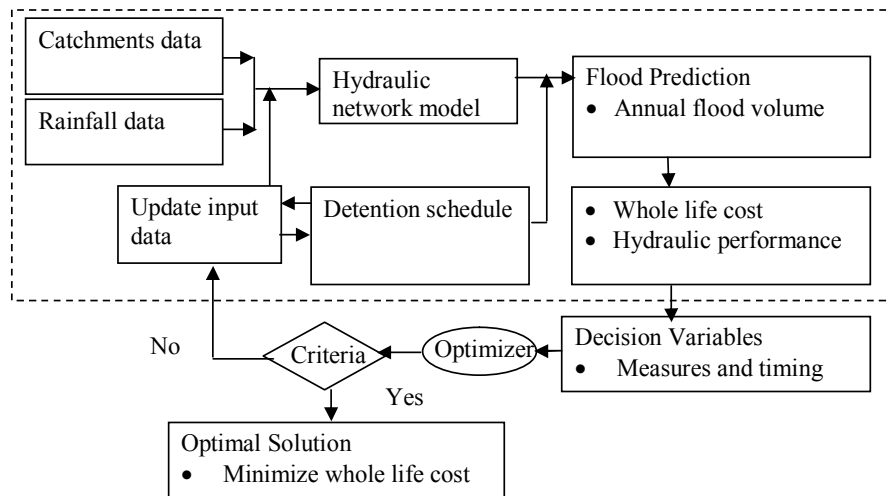 Catchments data
Rainfall data
Hydraulic
network model
Flood Prediction
• Annual flood volume
Update input
data
Detention schedule
• Whole life cost
• Hydraulic performance
No
Criteria
Optimizer
Decision Variables
• Measures and timing
Yes
Optimal Solution
• Minimize whole life cost